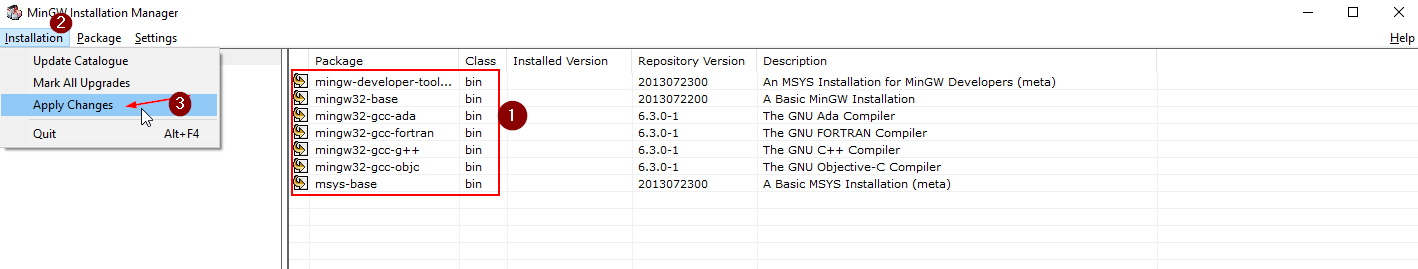 MinGW Installation Manager
2
Installation Package Settings Help
Update Catalogue
Mark All Upgrades
Apply Changes 3
Quit Alt+F4
Package Class Installed Version Repository Version Description
mingw-developer-tool... bin 2013072300 An MSYS Installation for MinGW Developers (meta)
mingw32-base bin 2013072200 A Basic MinGW Installation
mingw32-gcc-ada bin 6.3.0-1 The GNU Ada Compiler
1
mingw32-gcc-fortran bin 6.3.0-1 The GNU FORTRAN Compiler
mingw32-gcc-g++ bin 6.3.0-1 The GNU C++ Compiler
mingw32-gcc-objc bin 6.3.0-1 The GNU Objective-C Compiler
msys-base bin 2013072300 A Basic MSYS Installation (meta)